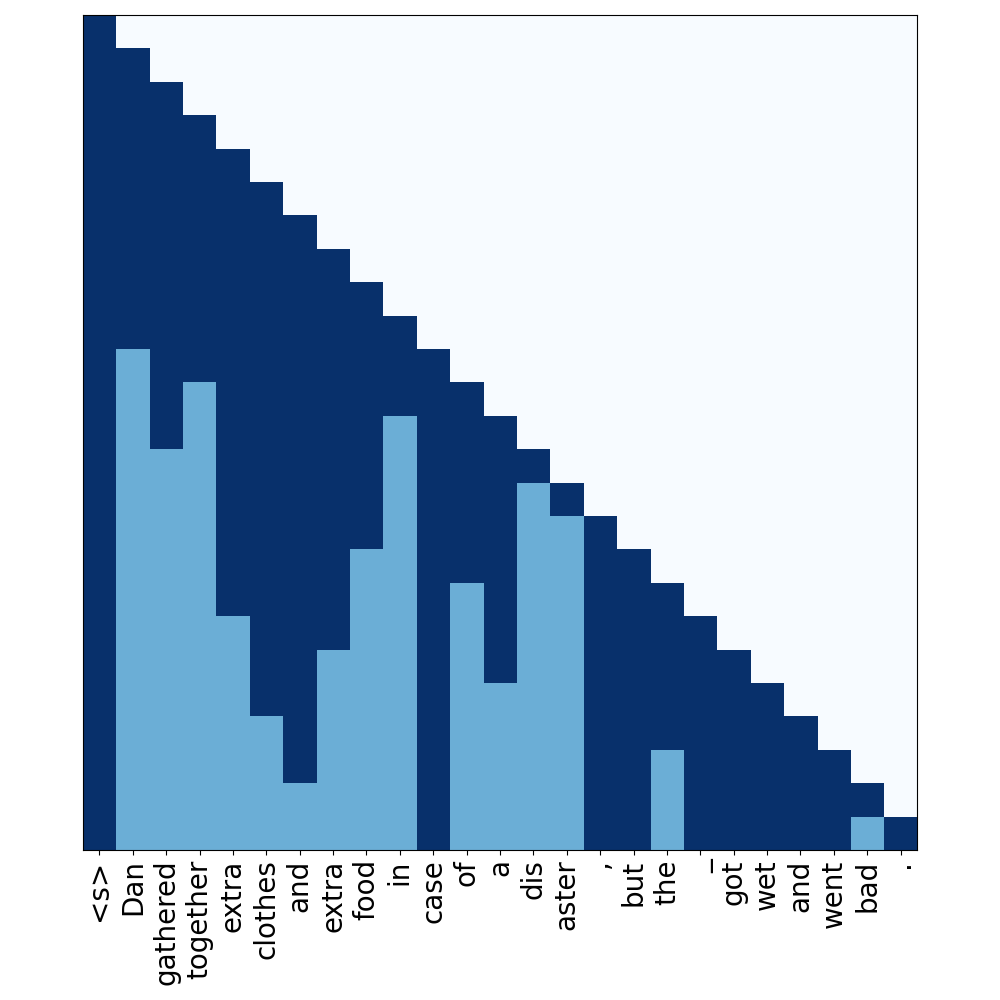 <s> Dan gathered together extra clothes and extra food in case of a dis aster , but the _ got wet and went bad .